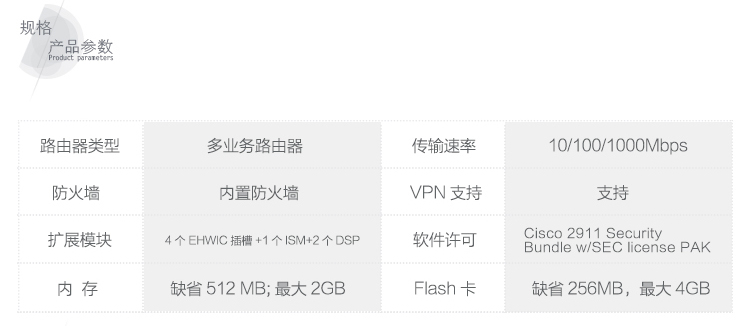 规格
产品参数
Product parameters
路由器类型 多业务路由器 传输速率 10/100/1000Mbps
防火墙 内置防火墙 VPN 支持 支持
扩展模块 4 个 EHWIC 插槽 +1 个 ISM+2 个 DSP 软件许可 Cisco 2911 Security
Bundle w/SEC license PAK
内 存 缺省 512 MB; 最大 2GB Flash 卡 缺省 256MB，最大 4GB